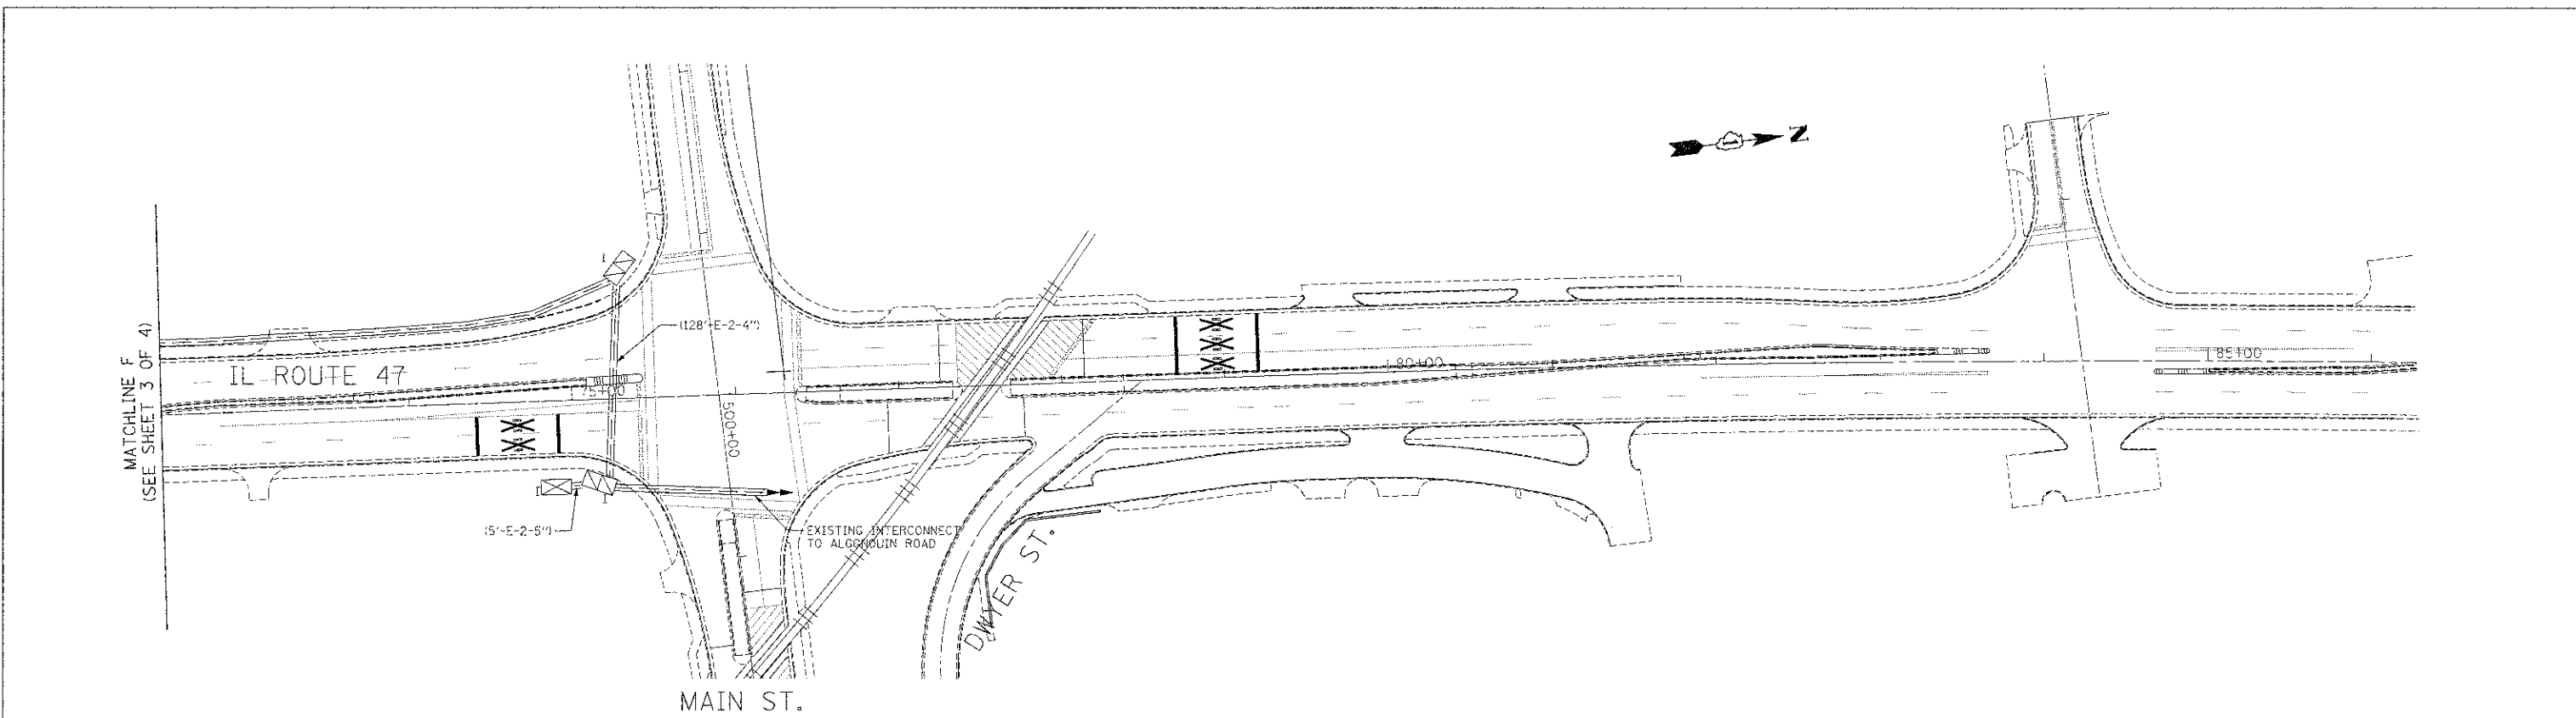 MATCHLINE F
(SEE SHEET 3 OF 4)
IL ROUTE 47
75+00
500+00
80+00
85+00
N
I
(128'-E-2-4")
I
I
(5'-E-2-5")
EXISTING INTERCONNECT
TO ALGONOUIN ROAD
DWYER ST.
MAIN ST.